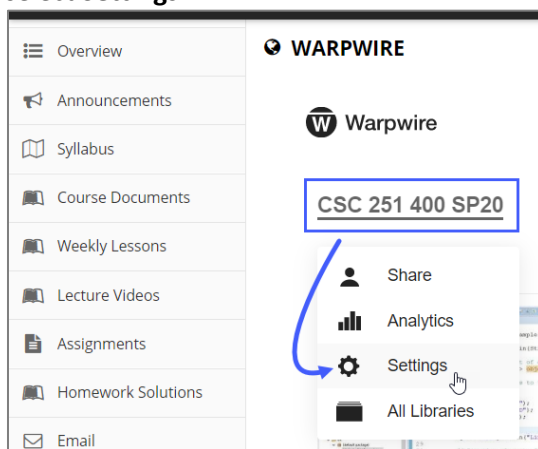 Overview
Announcements
Syllabus
Course Documents
Weekly Lessons
Lecture Videos
Assignments
Homework Solutions
Email
WARPWIRE
W Warpwire
CSC 251 400 SP20
Share
Analytics
Settings
All Libraries